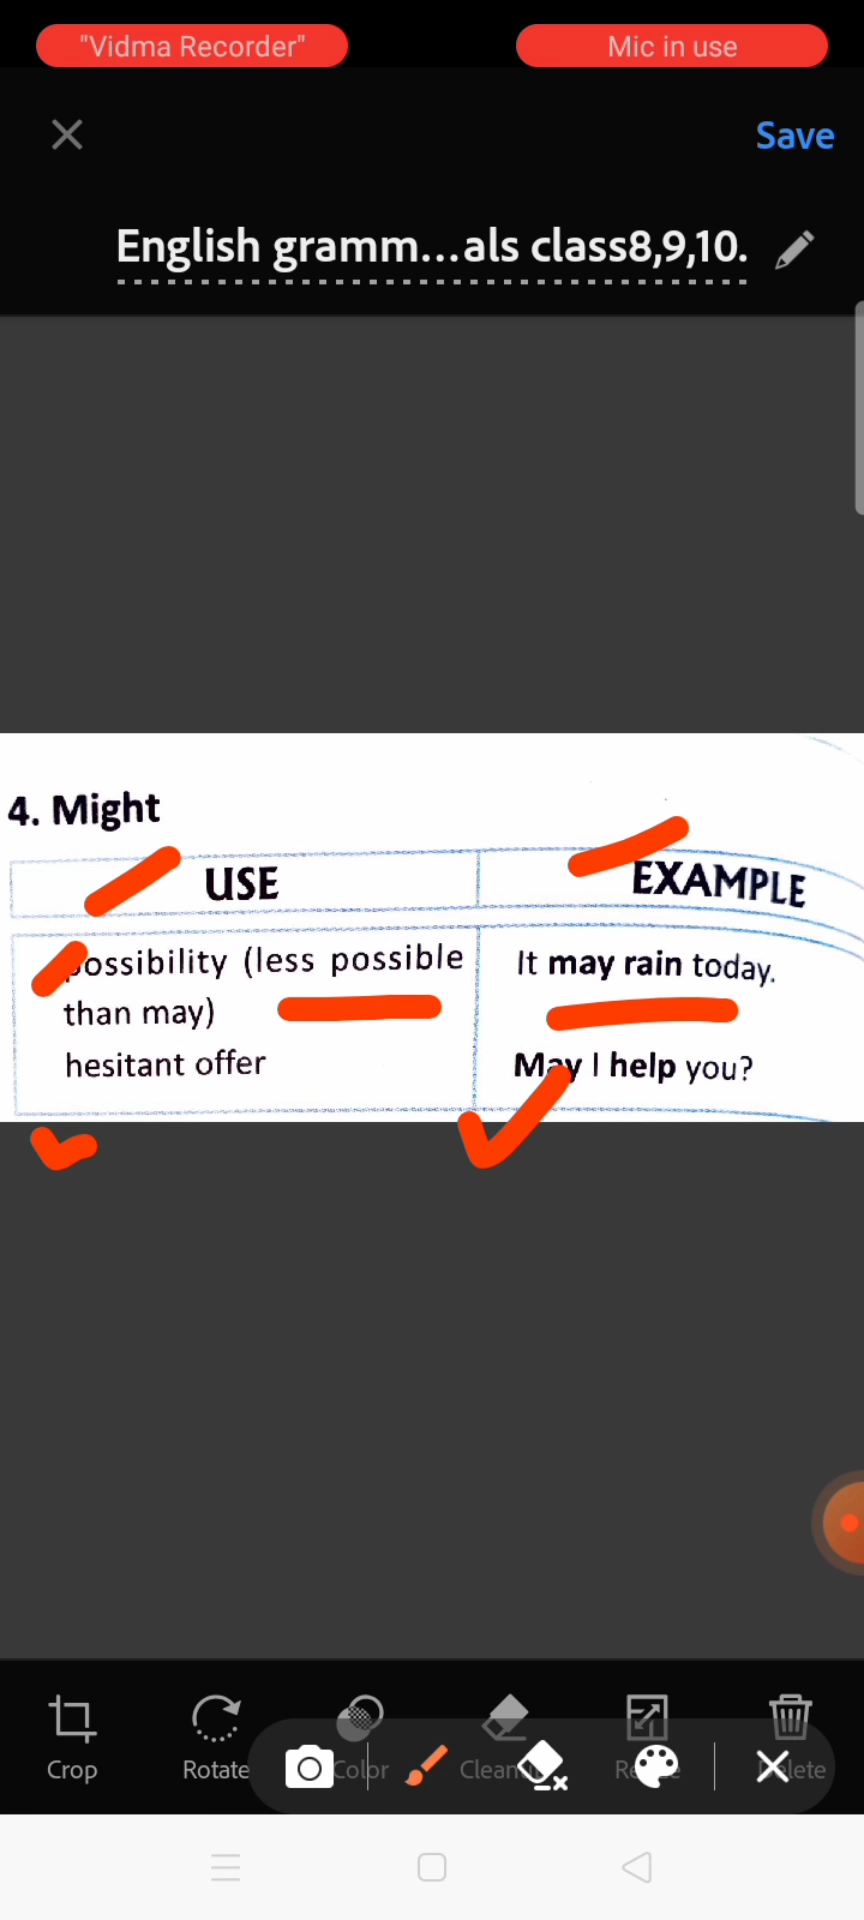 "Vidma Recorder" Mic in use
Save
English gramm...als class8,9,10.
4. Might
USE EXAMPLE
possibility (less possible It may rain today.
than may)
hesitant offer May I help you?
Crop Rotate Color Delete